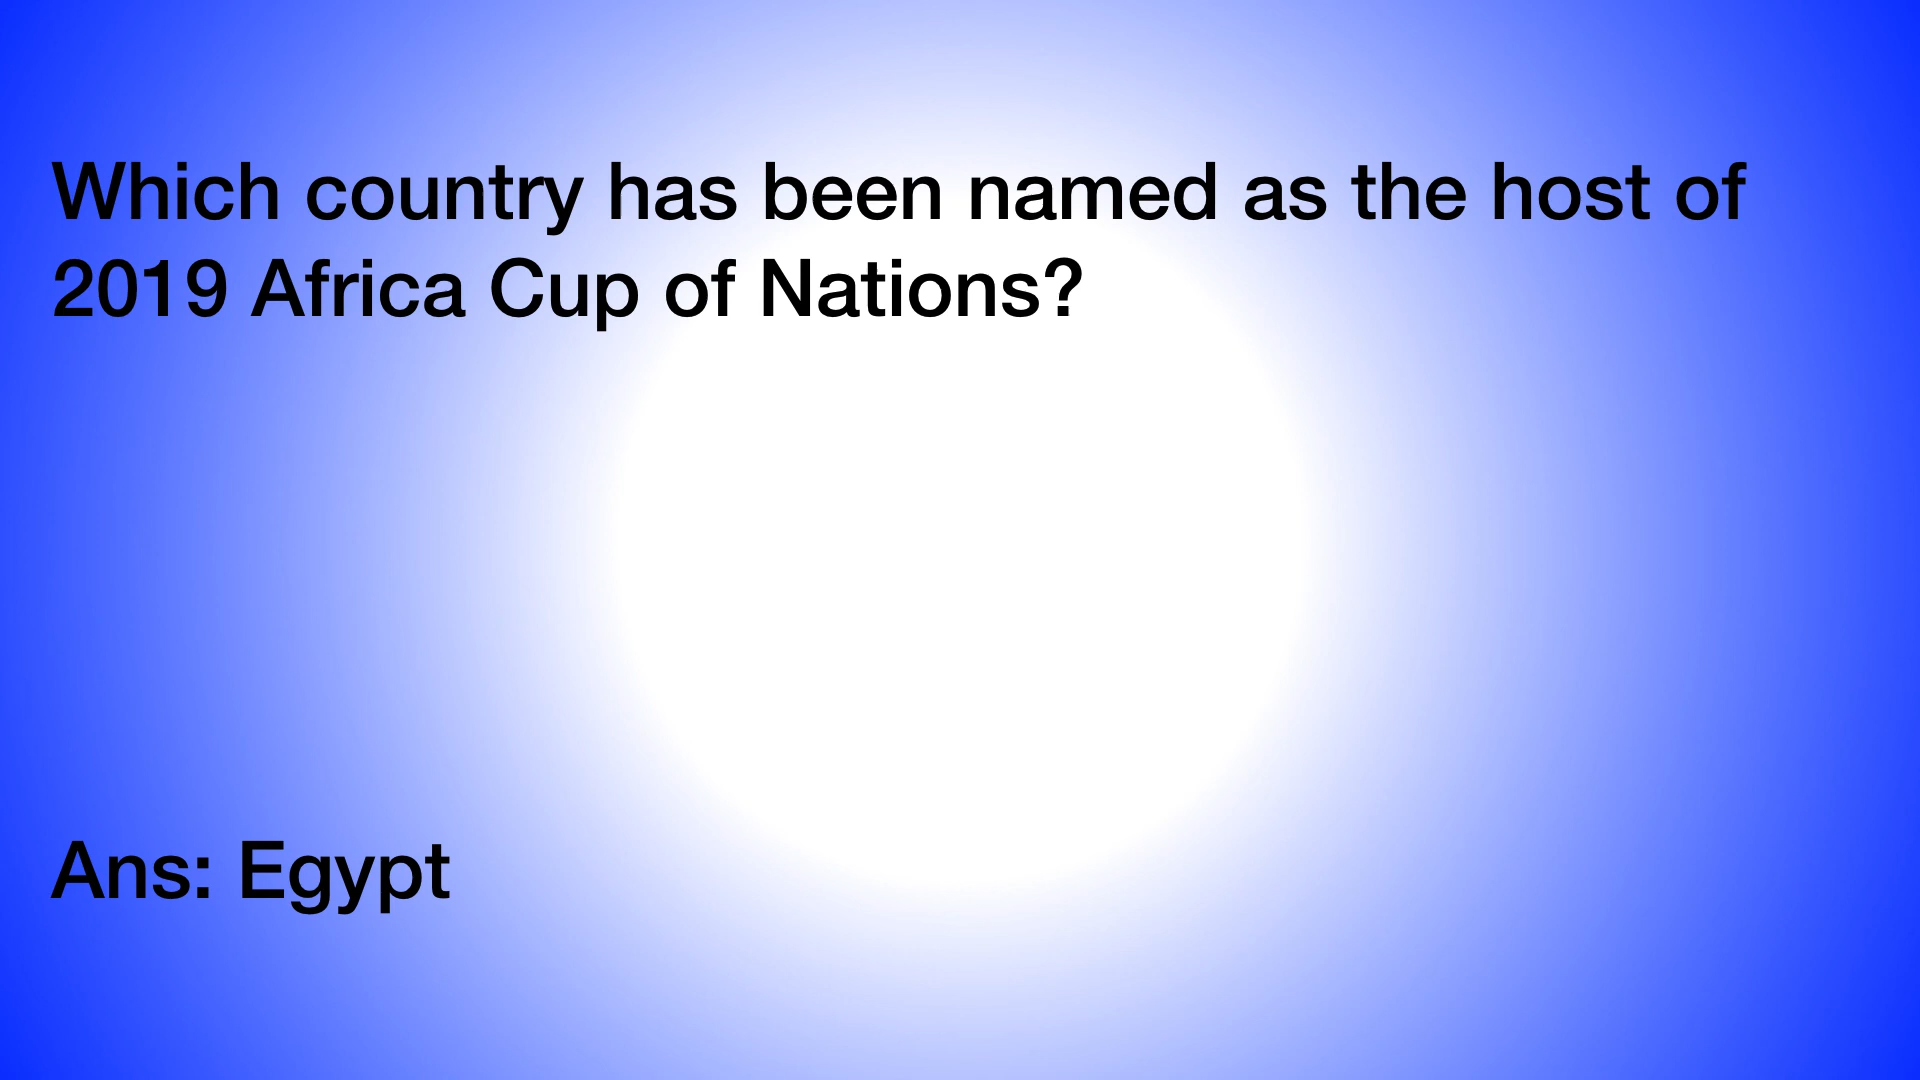 Which country has been named as the host of
2019 Africa Cup of Nations?
Ans: Egypt